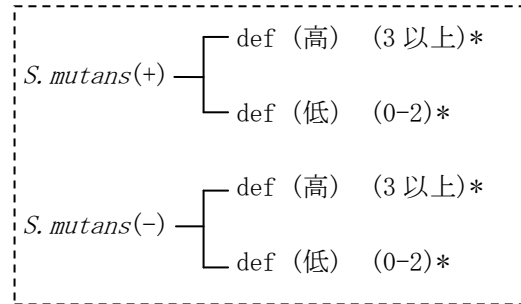 def (高) (3 以上)*
S. mutans(+)
def (低) (0-2)*
def (高) (3 以上)*
S. mutans(-)
def (低) (0-2)*